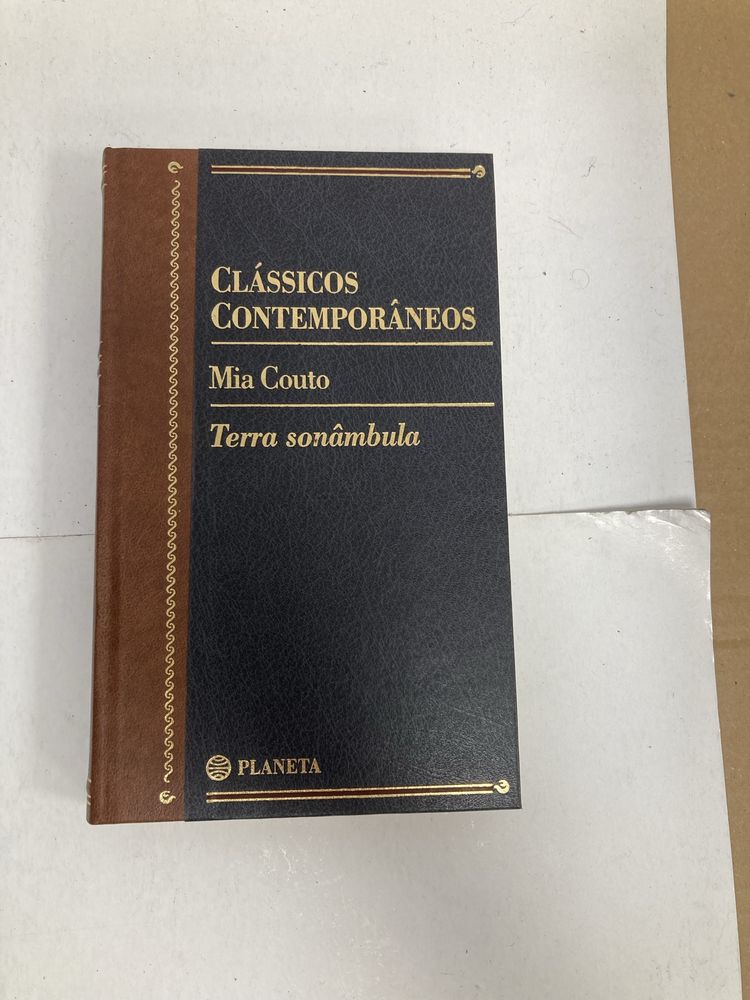 CLÁSSICOS
CONTEMPORÂNEOS
Mia Couto
Terra sonâmbula
PLANETA